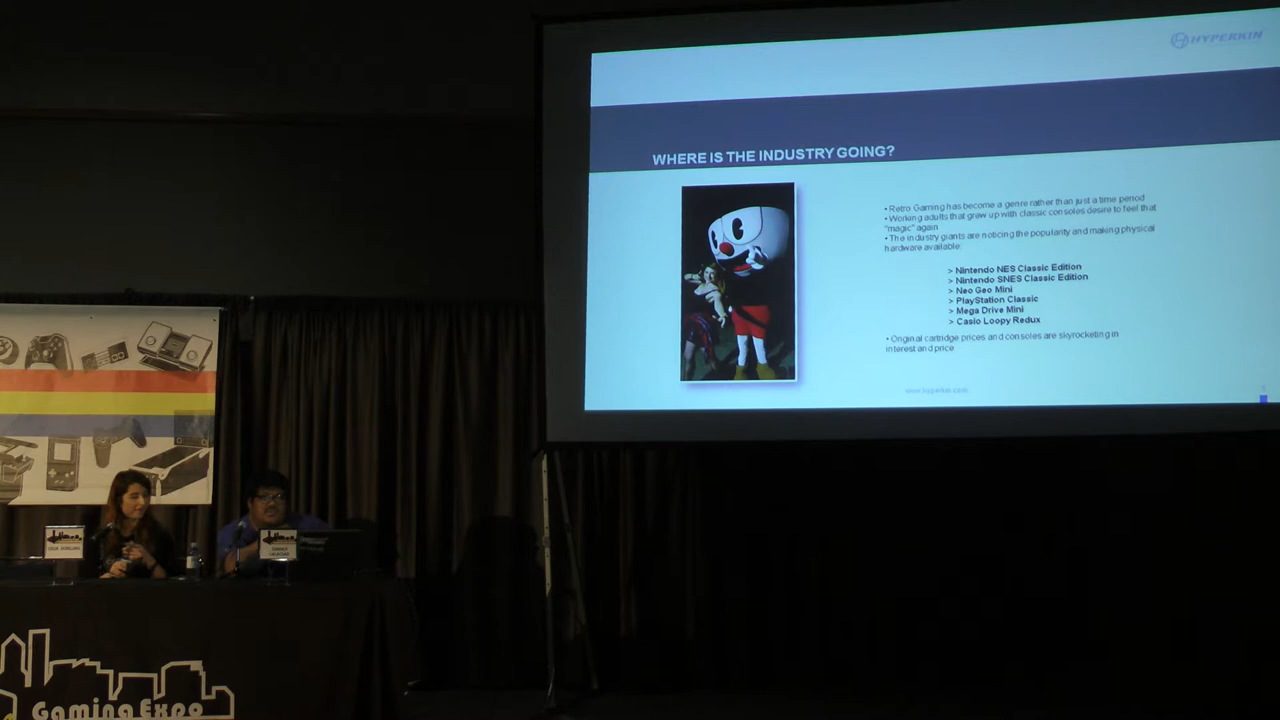 HYPERKIN
WHERE IS THE INDUSTRY GOING?
• Retro Gaming has become a genre rather than just a time period
• Working adults that grew up with classic consoles desire to feel that
"magic" again
• The industry giants are noticing the popularity and making physical
hardware available:
> Nintendo NES Classic Edition
> Nintendo SNES Classic Edition
> Neo Geo Mini
> PlayStation Classic
> Mega Drive Mini
> Casio Loopy Redux
• Original cartridge prices and consoles are skyrocketing in
interest and price
www.hyperkin.com
Gaming Expo